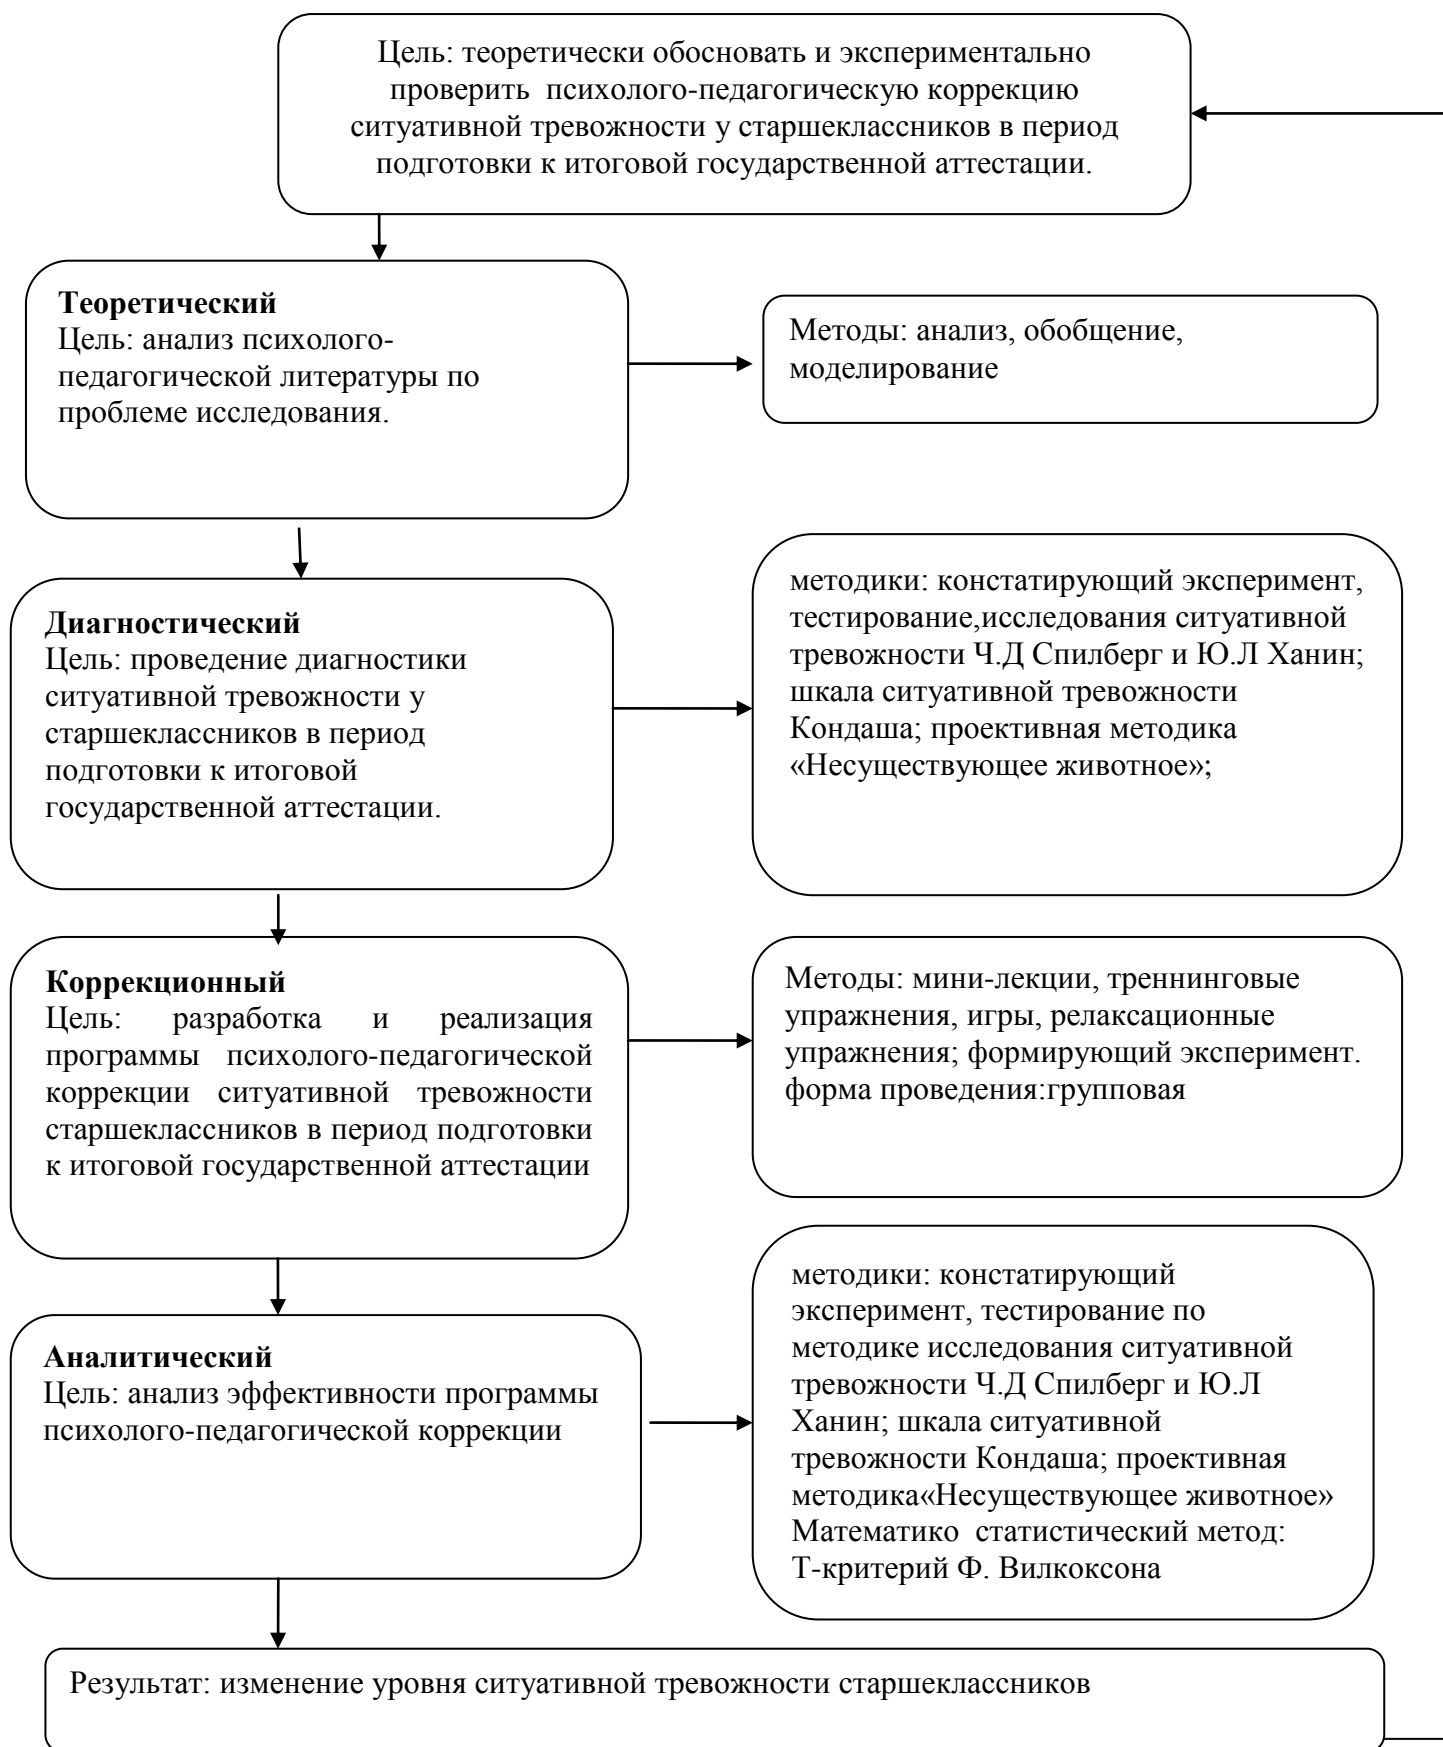 Цель: теоретически обосновать и экспериментально
проверить психолого-педагогическую коррекцию
ситуативной тревожности у старшеклассников в период
подготовки к итоговой государственной аттестации.
Теоретический
Цель: анализ психолого-
педагогической литературы по
проблеме исследования.
Методы: анализ, обобщение,
моделирование
Диагностический
Цель: проведение диагностики
ситуативной тревожности у
старшеклассников в период
подготовки к итоговой
государственной аттестации.
методики: констатирующий эксперимент,
тестирование,исследования ситуативной
тревожности Ч.Д Спилберг и Ю.Л Ханин;
шкала ситуативной тревожности
Кондаша; проективная методика
«Несуществующее животное»;
Коррекционный
Цель: разработка и реализация
программы психолого-педагогической
коррекции ситуативной тревожности
старшеклассников в период подготовки
к итоговой государственной аттестации
Методы: мини-лекции, треннинговые
упражнения, игры, релаксационные
упражнения; формирующий эксперимент.
форма проведения:групповая
Аналитический
Цель: анализ эффективности программы
психолого-педагогической коррекции
методики: констатирующий
эксперимент, тестирование по
методике исследования ситуативной
тревожности Ч.Д Спилберг и Ю.Л
Ханин; шкала ситуативной
тревожности Кондаша; проективная
методика«Несуществующее животное»
Математико статистический метод:
Т-критерий Ф. Вилкоксона
Результат: изменение уровня ситуативной тревожности старшеклассников